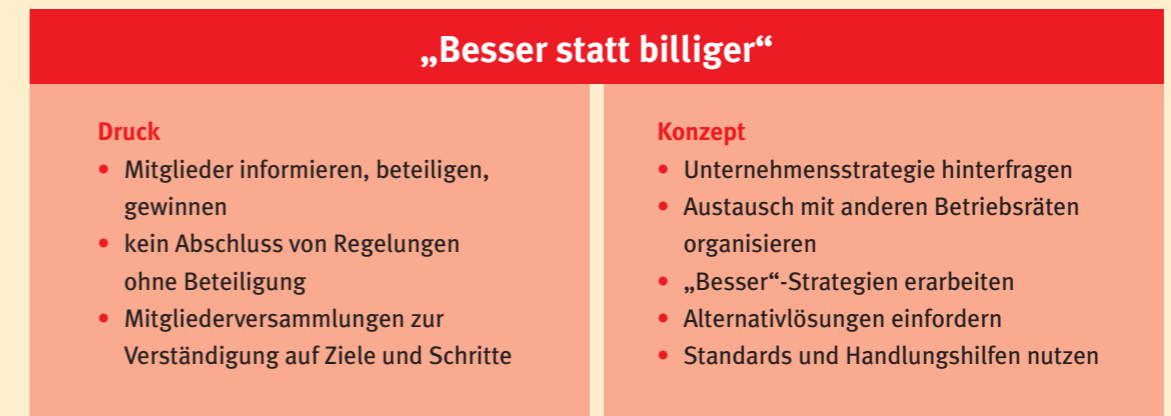 „Besser statt billiger“
Druck
• Mitglieder informieren, beteiligen,
gewinnen
• kein Abschluss von Regelungen
ohne Beteiligung
• Mitgliederversammlungen zur
Verständigung auf Ziele und Schritte
Konzept
• Unternehmensstrategie hinterfragen
• Austausch mit anderen Betriebsräten
organisieren
• „Besser“-Strategien erarbeiten
• Alternativlösungen einfordern
• Standards und Handlungshilfen nutzen